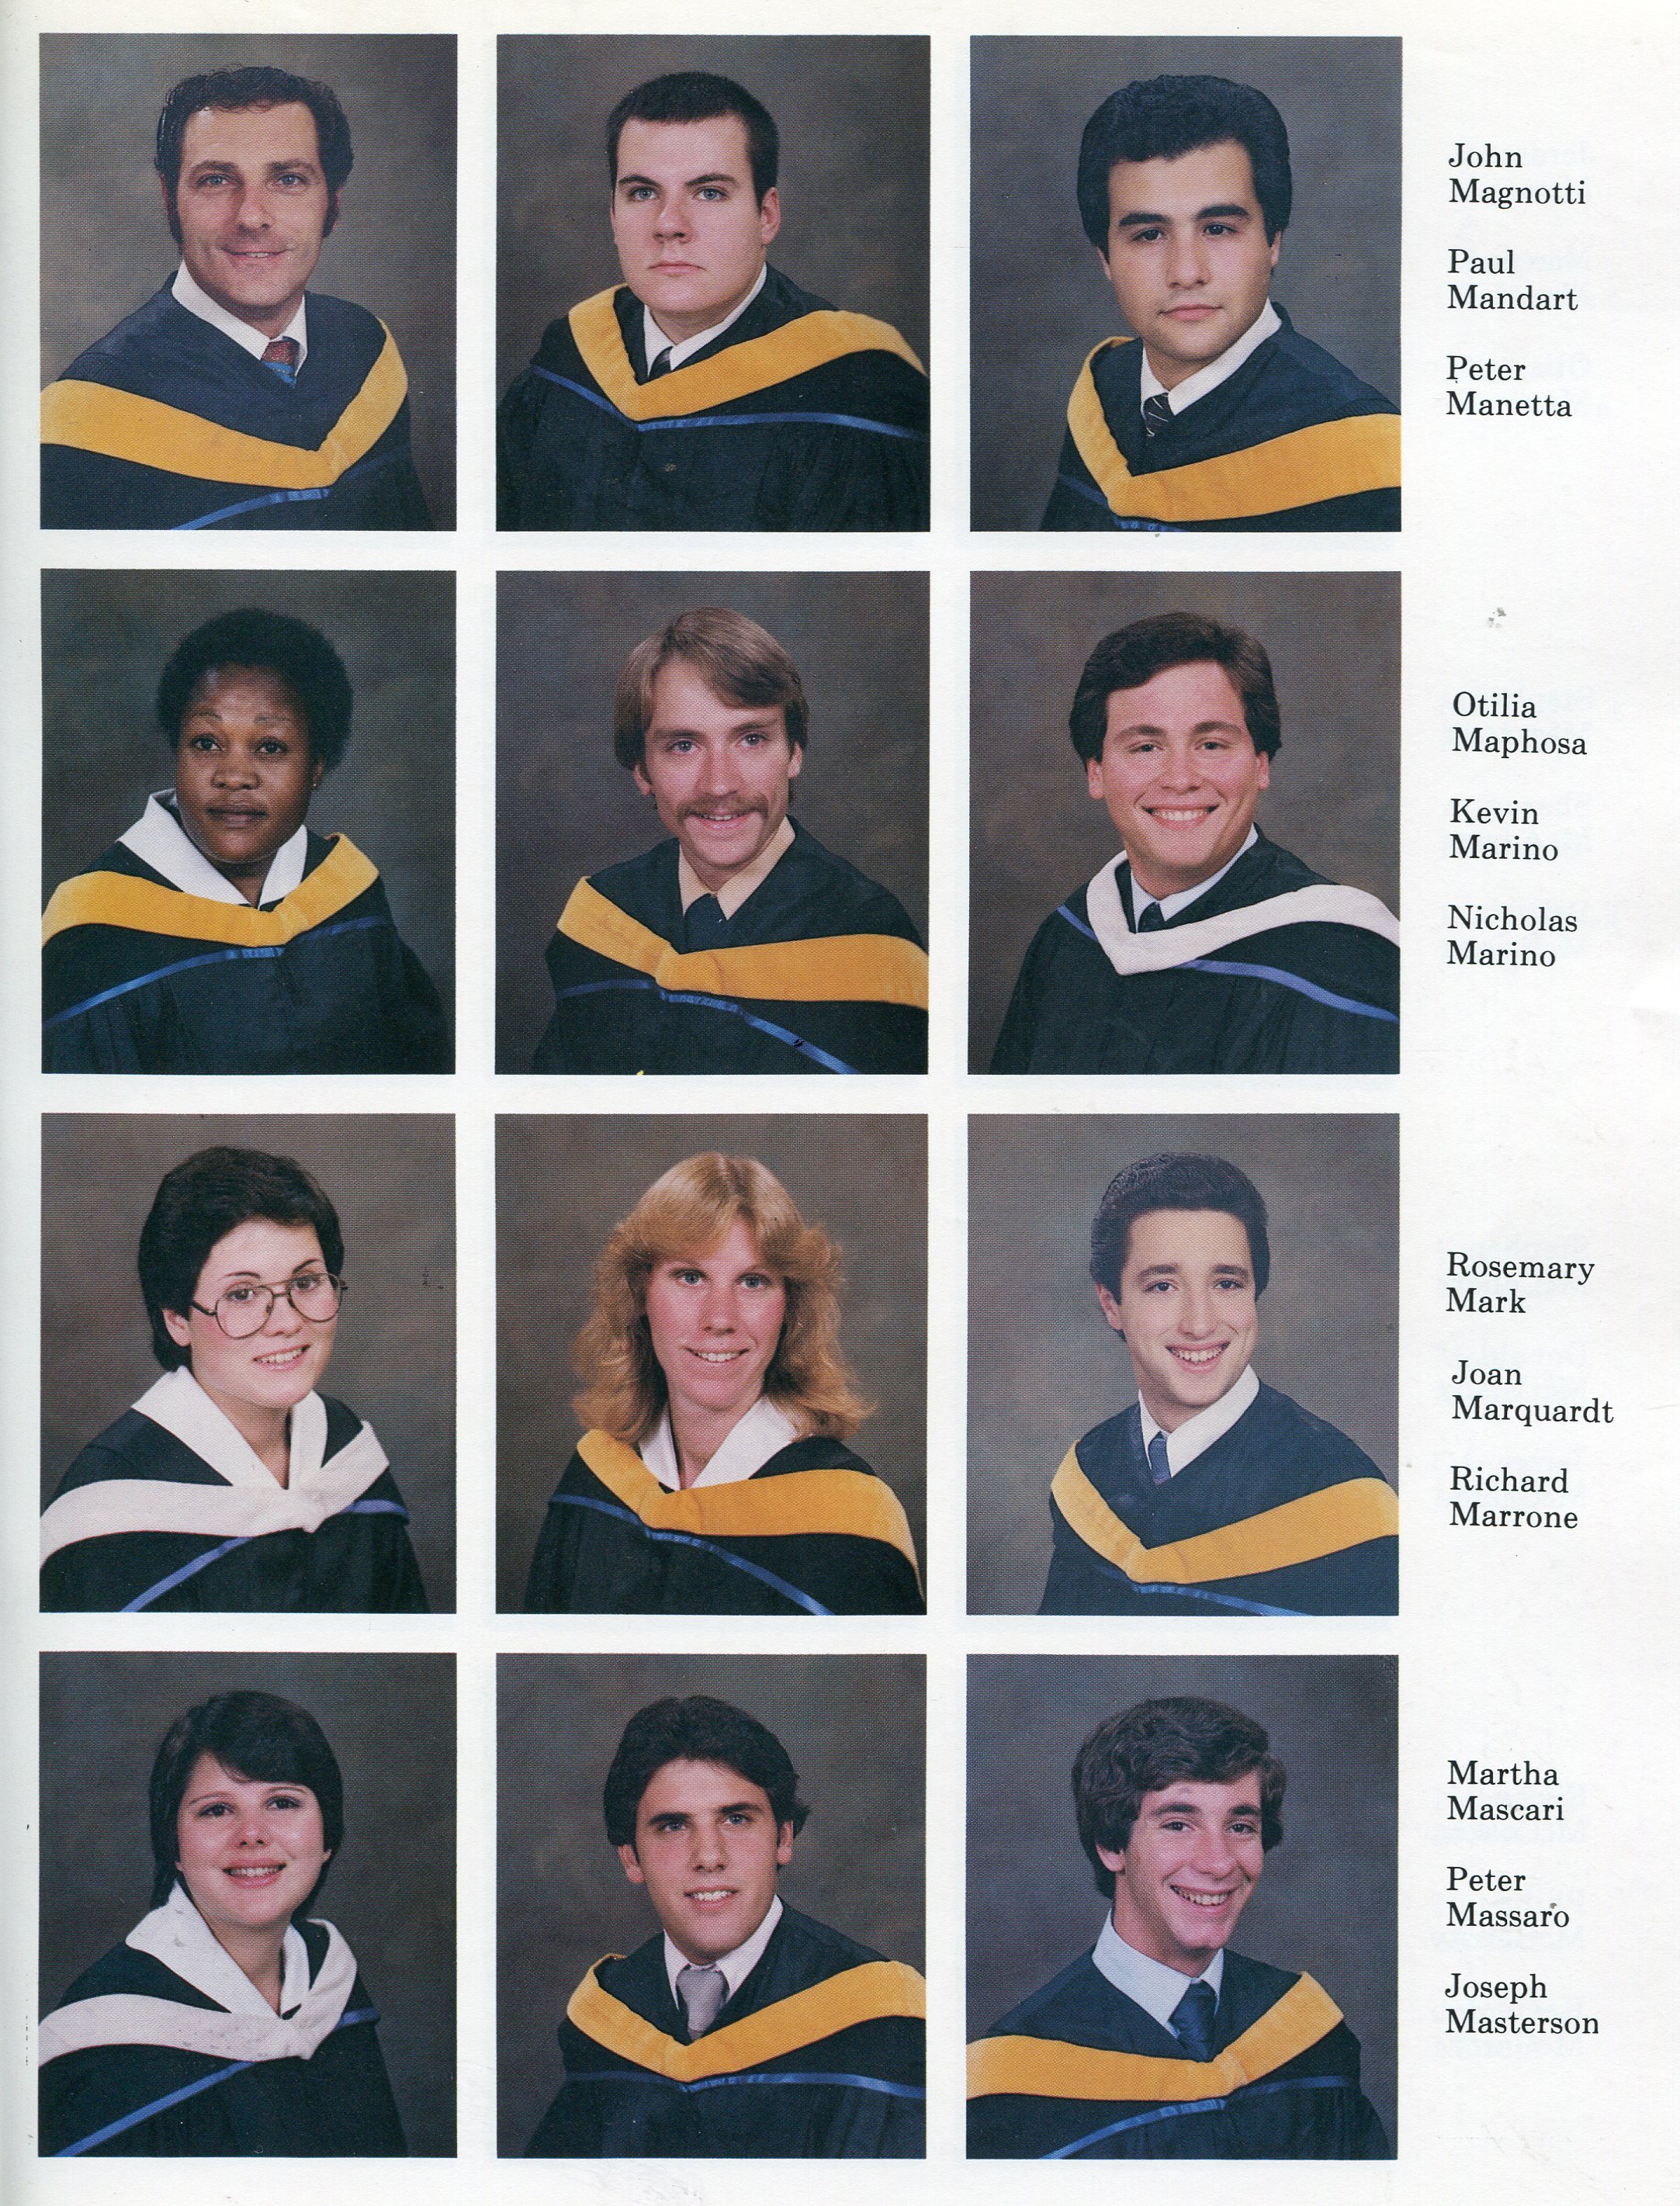 John
Magnotti
Paul
Mandart
Peter
Manetta
Otilia
Maphosa
Kevin
Marino
Nicholas
Marino
Rosemary
Mark
Joan
Marquardt
Richard
Marrone
Martha
Mascari
Peter
Massaro
Joseph
Masterson